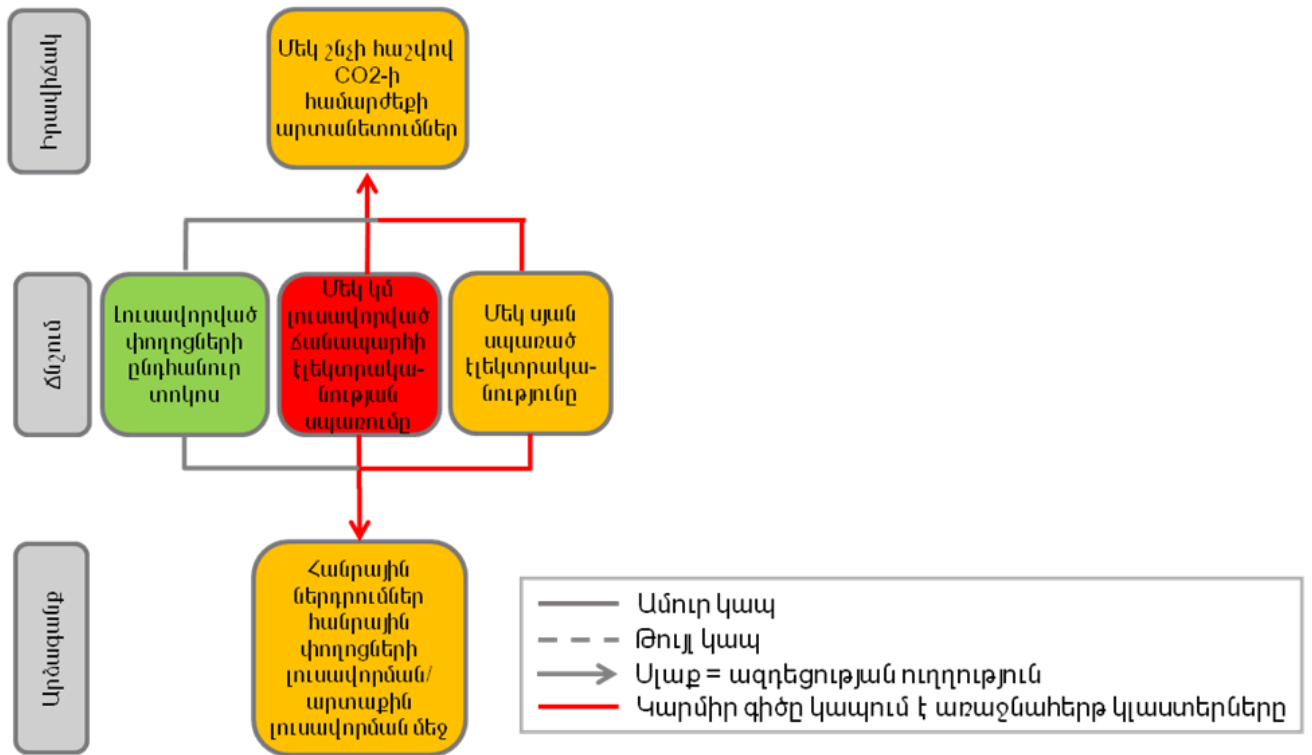 Իրավիճակ
Մեկ շնչի հաշվով
CO2-ի
համարժեքի
արտանետումներ
Ճնշում
Լուսավորված
փողոցների
ընդհանուր
տոկոս
Մեկ կմ
լուսավորված
ճանապարհի
էլեկտրակա-
նության
սպառումը
Մեկ սյան
սպառած
էլեկտրակա-
նությունը
Արձագանք
Հանրային
ներդրումներ
հանրային
փողոցների
լուսավորման/
արտաքին
լուսավորման մեջ
Ամուր կապ
Թույլ կապ
Սլաք = ազդեցության ուղղություն
Կարմիր գիծը կապում է առաջնահերթ կլաստերները